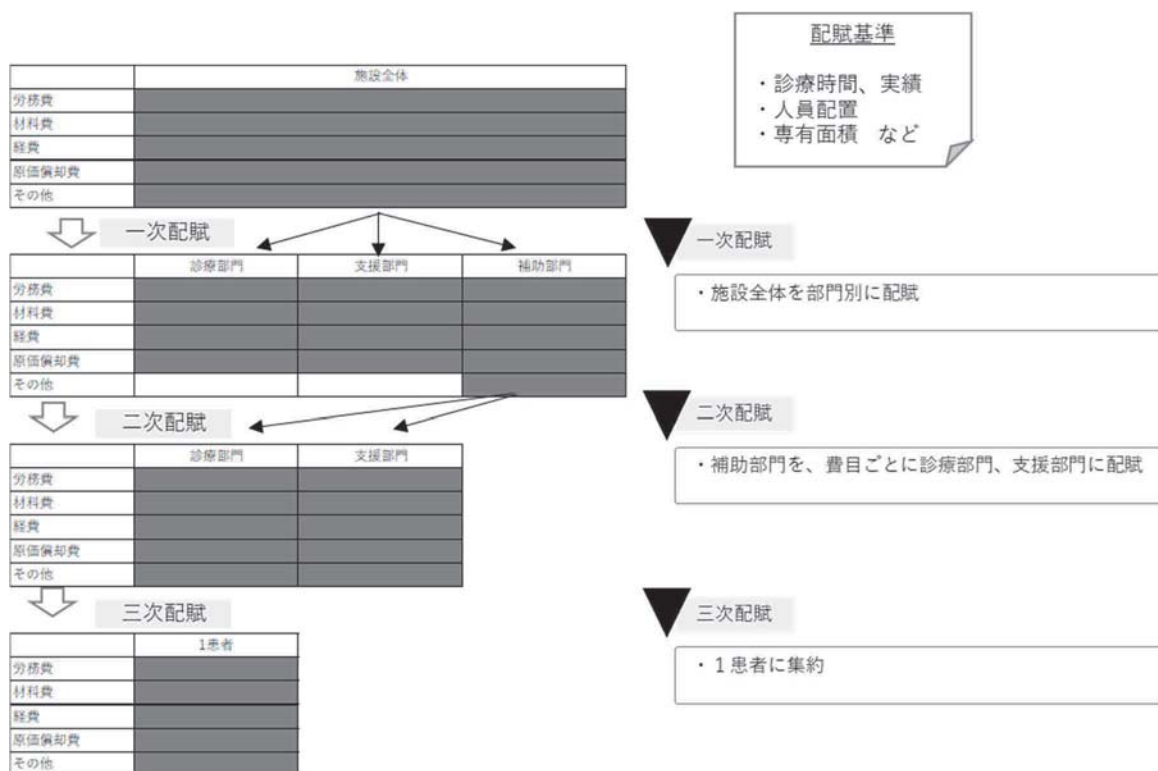 配賦基準
・診療時間、実績
・人員配置
・専有面積　など
施設全体
労務費
材料費
経費
原価償却費
その他
一次配賦
診療部門 支援部門 補助部門
労務費
材料費
経費
原価償却費
その他
二次配賦
診療部門 支援部門
労務費
材料費
経費
原価償却費
その他
三次配賦
1患者
労務費
材料費
経費
原価償却費
その他
一次配賦
・施設全体を部門別に配賦
二次配賦
・補助部門を、費目ごとに診療部門、支援部門に配賦
三次配賦
・１患者に集約